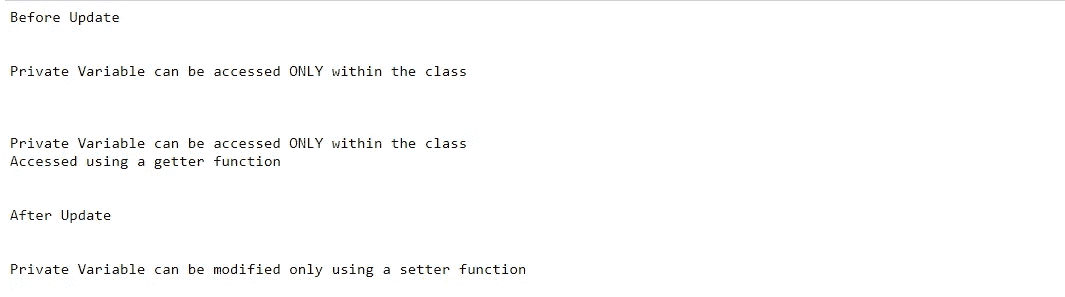 Before Update
Private Variable can be accessed ONLY within the class
Private Variable can be accessed ONLY within the class
Accessed using a getter function
After Update
Private Variable can be modified only using a setter function